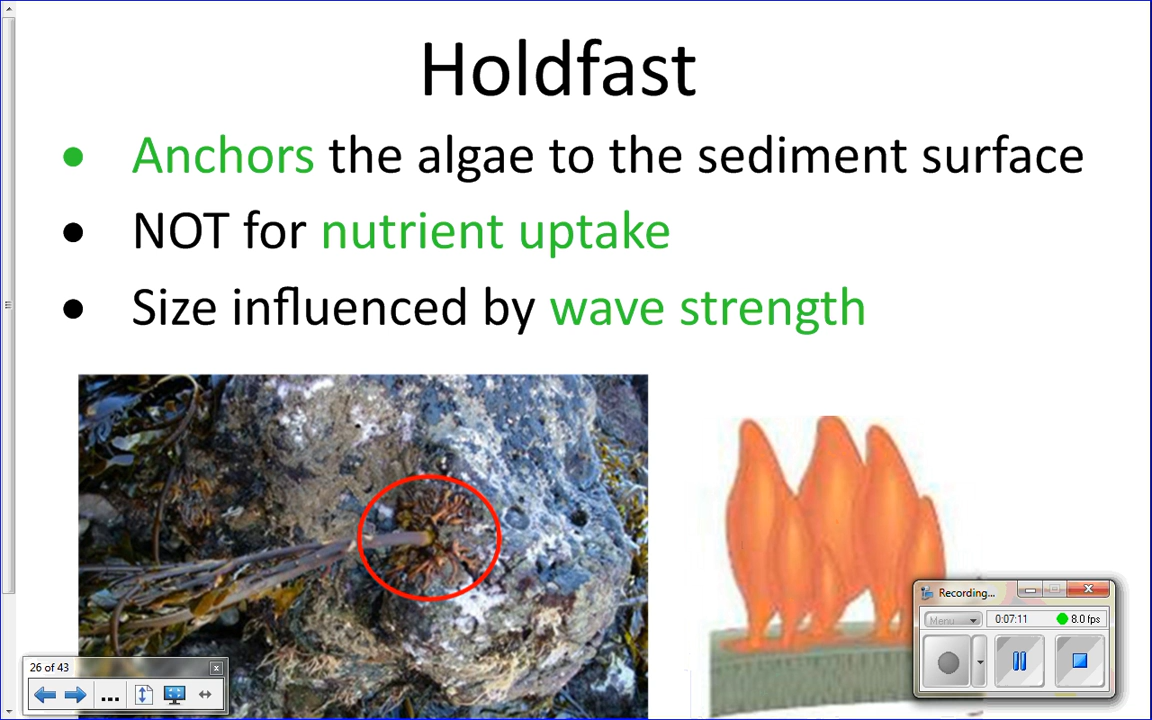 Holdfast
• Anchors the algae to the sediment surface
• NOT for nutrient uptake
• Size influenced by wave strength
Recording...
Menu
0:07:11
8.0 fps
26 of 43
...